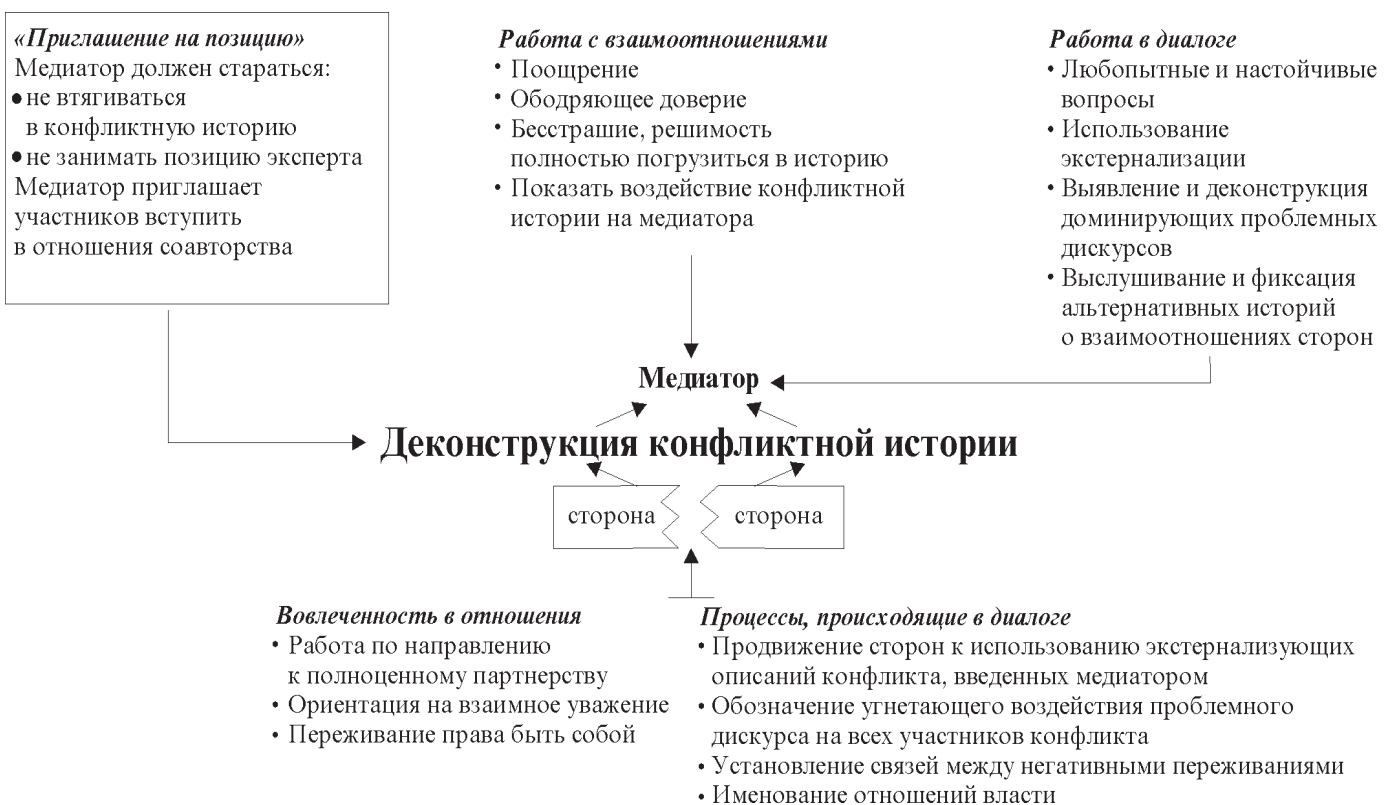 «Приглашение на позицию»
Медиатор должен стараться:
● не втягиваться
в конфликтную историю
● не занимать позицию эксперта
Медиатор приглашает
участников вступить
в отношения соавторства
Работа с взаимоотношениями
• Поощрение
• Ободряющее доверие
• Бесстрашие, решимость
полностью погрузиться в историю
• Показать воздействие конфликтной
истории на медиатора
Работа в диалоге
• Любопытные и настойчивые
вопросы
• Использование
экстернализации
• Выявление и деконструкция
доминирующих проблемных
дискурсов
• Выслушивание и фиксация
альтернативных историй
о взаимоотношениях сторон
Медиатор
Деконструкция конфликтной истории
сторона
сторона
Вовлеченность в отношения
• Работа по направлению
к полноценному партнерству
• Ориентация на взаимное уважение
• Переживание права быть собой
Процессы, происходящие в диалоге
• Продвижение сторон к использованию экстернализующих
описаний конфликта, введенных медиатором
• Обозначение угнетающего воздействия проблемного
дискурса на всех участников конфликта
• Установление связей между негативными переживаниями
• Именование отношений власти